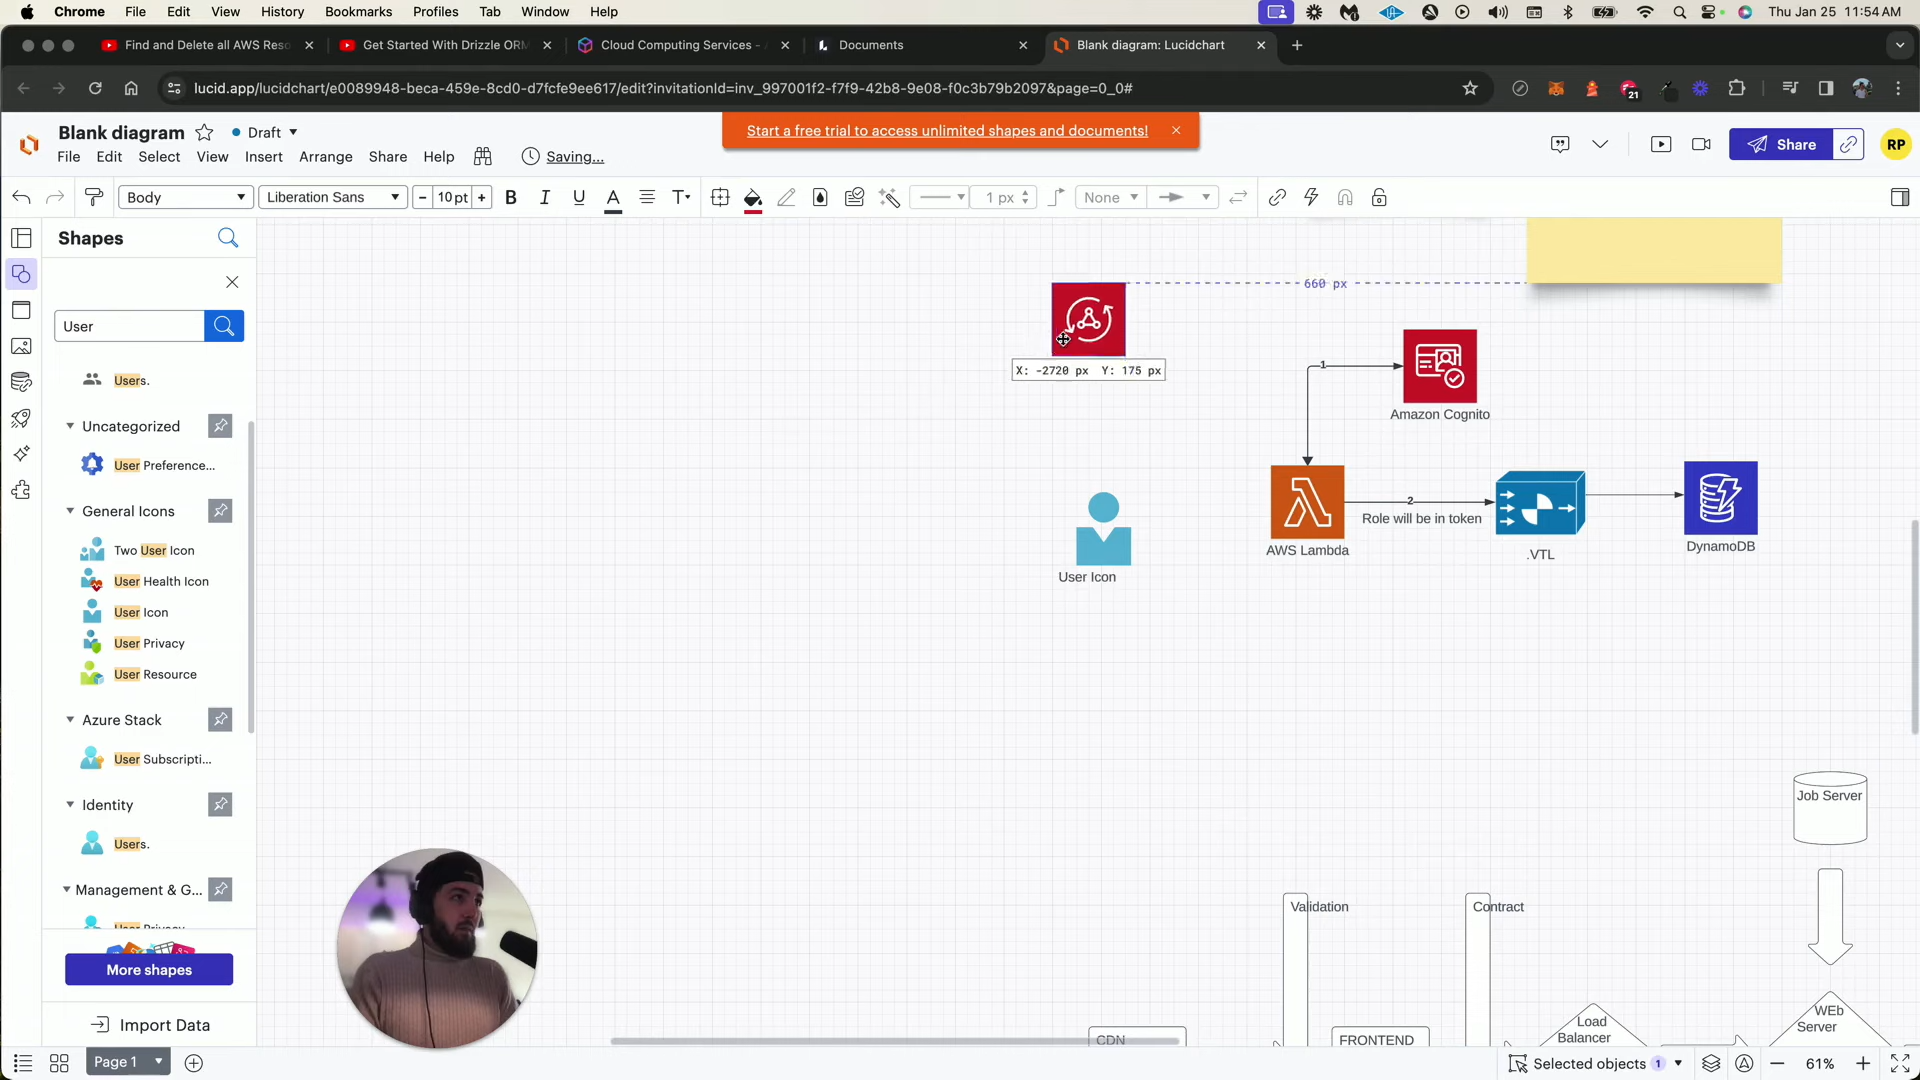 Chrome File Edit View History Bookmarks Profiles Tab Window Help Thu Jan 25 11:54 AM
Find and Delete all AWS Reso
Get Started With Drizzle ORM
Cloud Computing Services -
Documents
Blank diagram: Lucidchart
lucid.app/lucidchart/e0089948-beca-459e-8cd0-d7fcfe9ee617/edit?invitationId=inv_997001f2-f7f9-42b8-9e08-f0c3b79b2097&page=0_0#
21
Blank diagram
Draft
Start a free trial to access unlimited shapes and documents!
File Edit Select View Insert Arrange Share Help
Saving...
Share
RP
Body
Liberation Sans
10 pt
B I U A T
1 px
None
Shapes
User
Users.
Uncategorized
User Preference...
General Icons
Two User Icon
User Health Icon
User Icon
User Privacy
User Resource
Azure Stack
User Subscripti...
Identity
Users.
Management & G...
User Privacy
More shapes
Import Data
660 px
X: -2720 px Y: 175 px
1
Amazon Cognito
2
Role will be in token
AWS Lambda
.VTL
DynamoDB
User Icon
Job Server
Validation
Contract
WEb
Server
Load
Balancer
CDN
FRONTEND
Page 1
Selected objects 1
61%